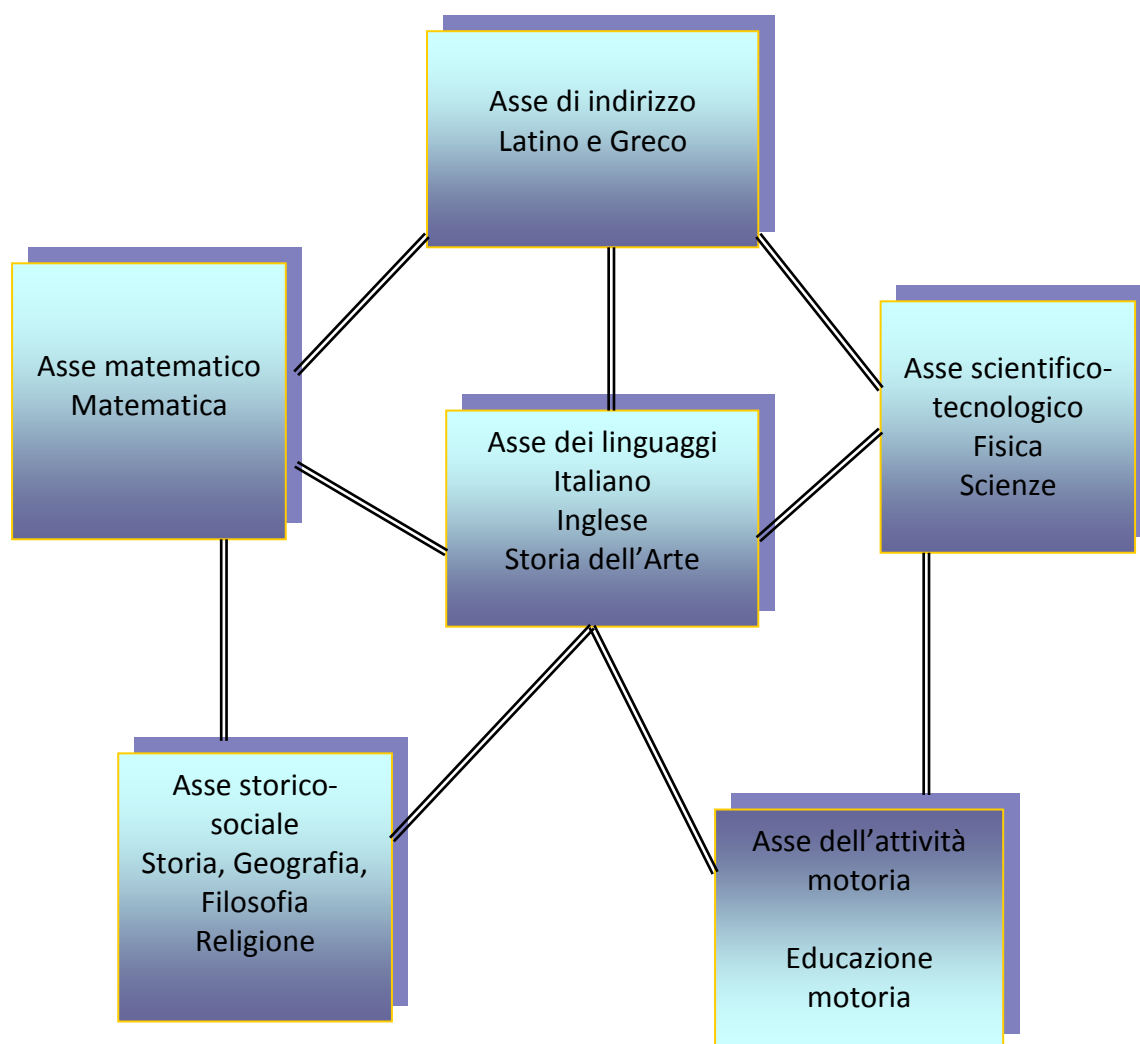 Asse di indirizzo
Latino e Greco
Asse matematico
Matematica
Asse scientifico-
tecnologico
Fisica
Scienze
Asse dei linguaggi
Italiano
Inglese
Storia dell’Arte
Asse storico-
sociale
Storia, Geografia,
Filosofia
Religione
Asse dell’attività
motoria
Educazione
motoria